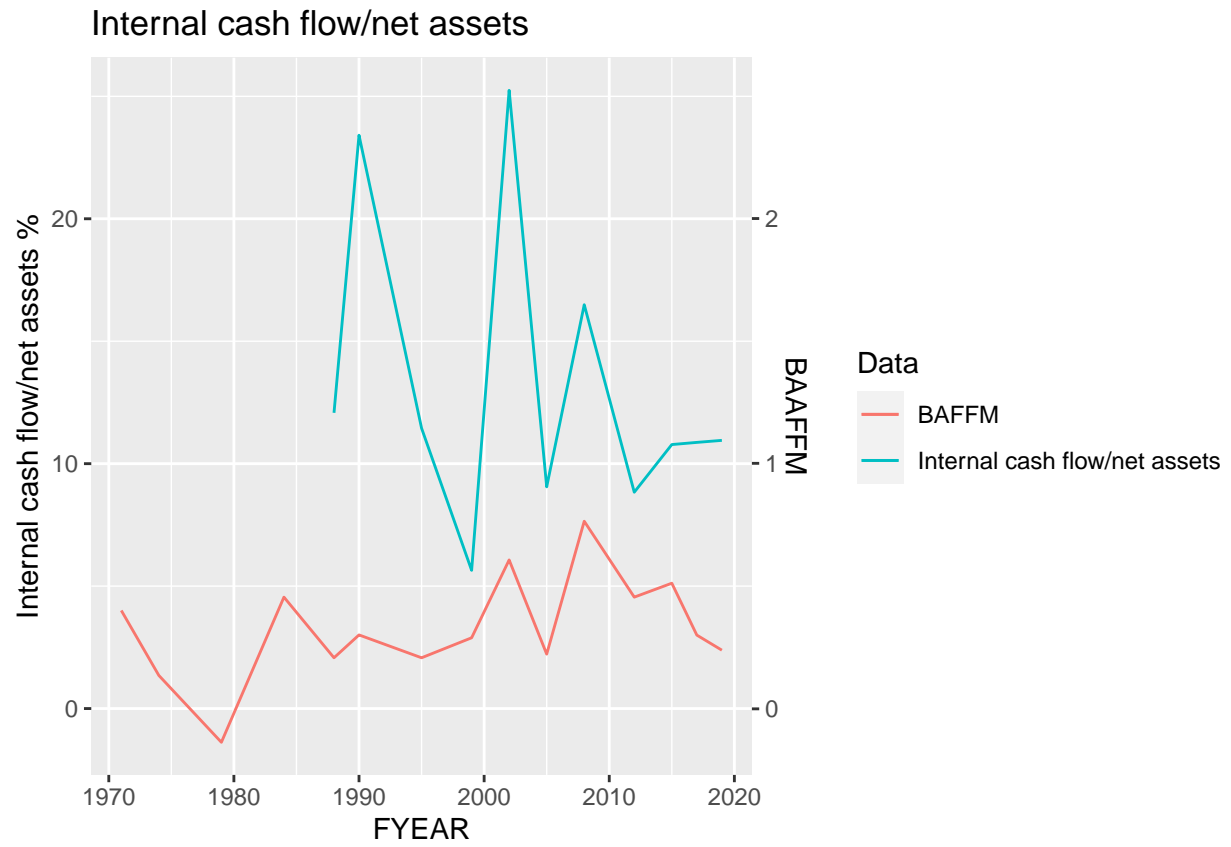 Internal cash flow/net assets
Internal cash flow/net assets %
20
10
0
2
1
0
BAAFFM
1970 1980 1990 2000 2010 2020
FYEAR
Data
BAFFM
Internal cash flow/net assets